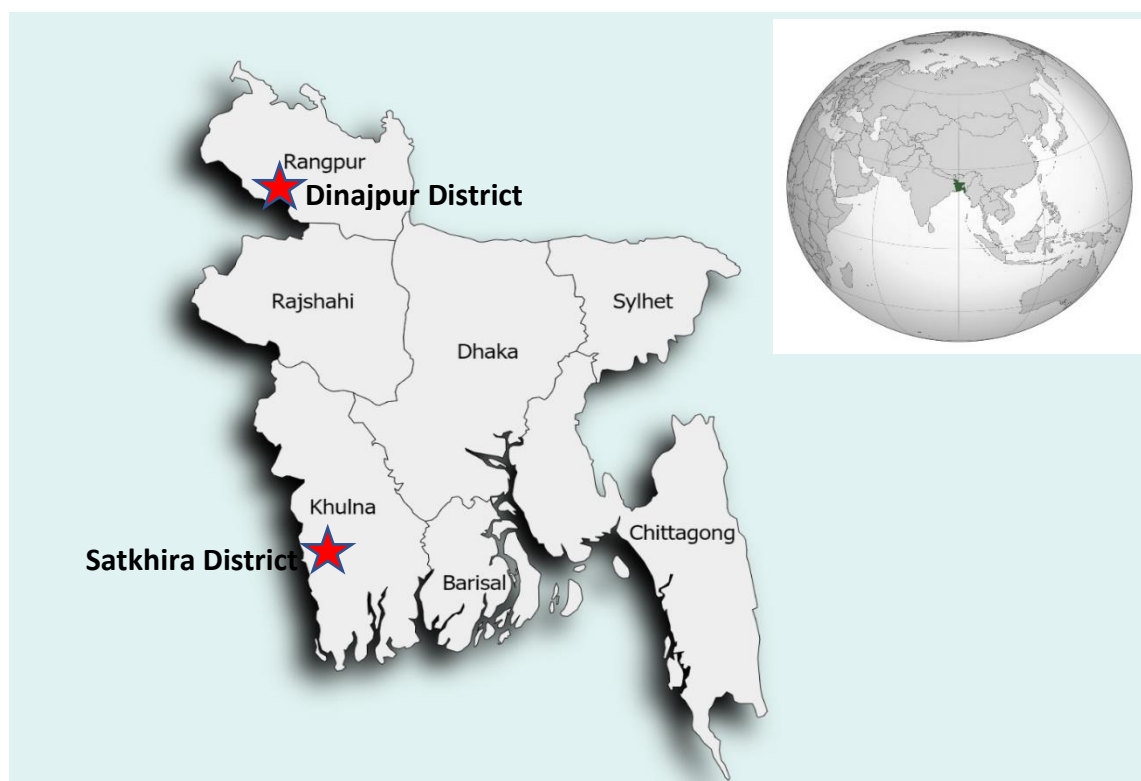 Rangpur
Dinajpur District
Rajshahi
Sylhet
Dhaka
Khulna
Chittagong
Satkhira District
Barisal